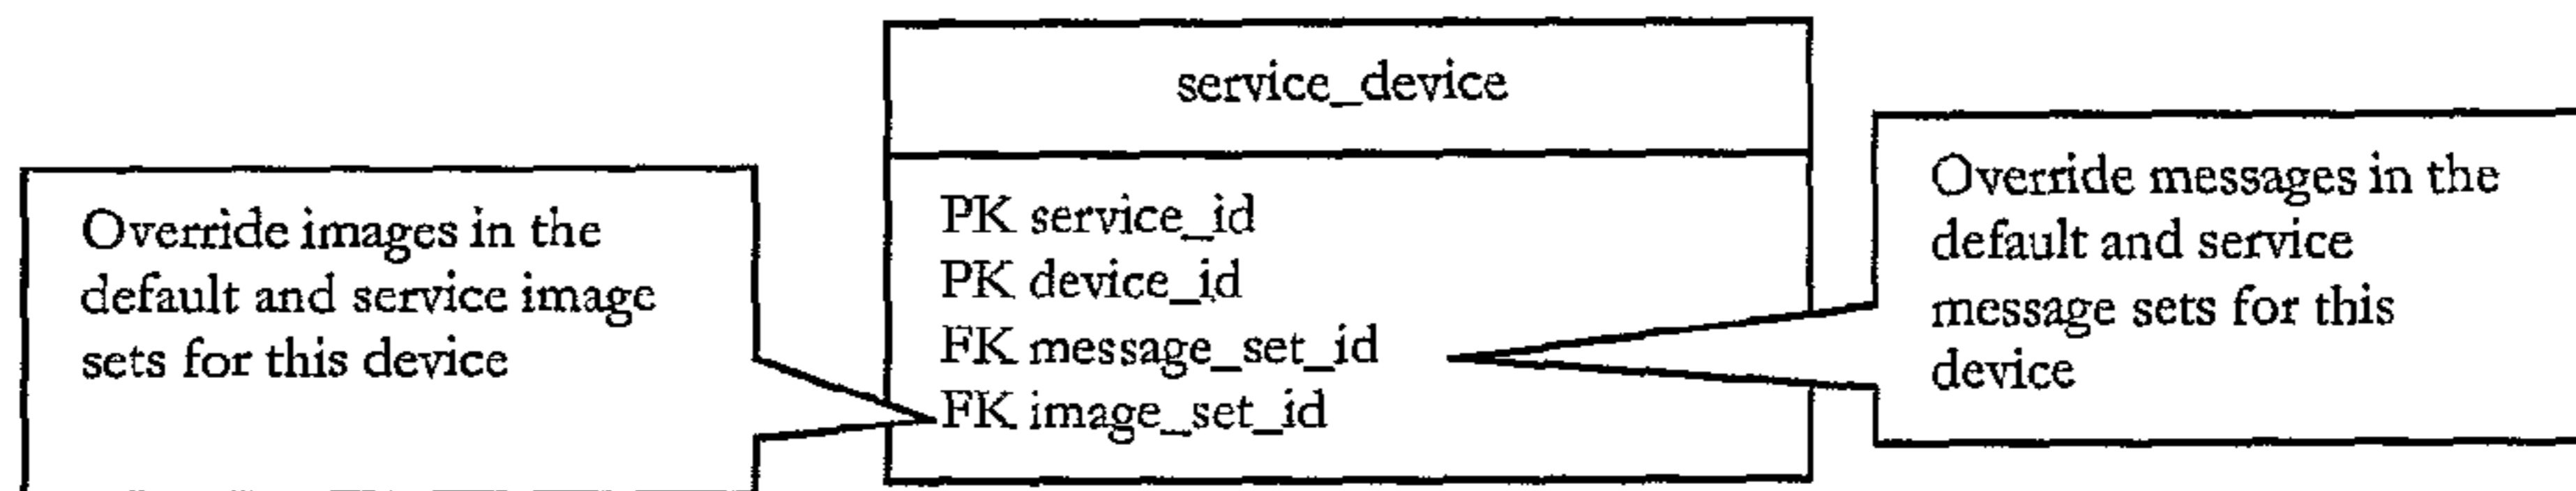 service_device
Override images in the
default and service image
sets for this device
PK service_id
PK device_id
FK message_set_id
FK image_set_id
Override messages in the
default and service
message sets for this
device